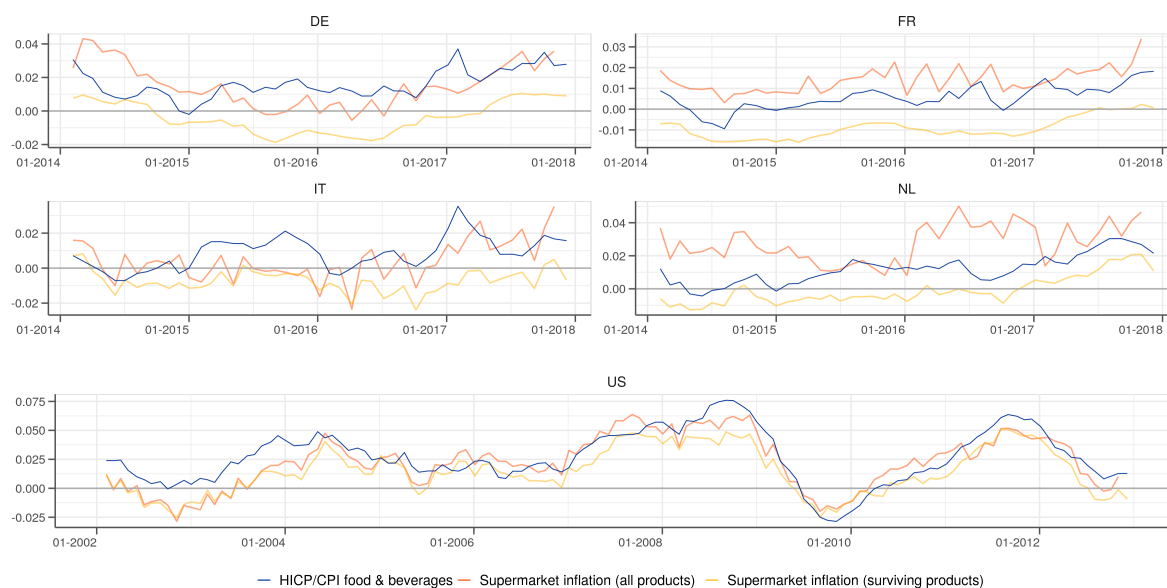 DE
0.04
0.02
0.00
-0.02
01-2014 01-2015 01-2016 01-2017 01-2018
FR
0.03
0.02
0.01
0.00
-0.01
01-2014 01-2015 01-2016 01-2017 01-2018
IT
0.02
0.00
-0.02
01-2014 01-2015 01-2016 01-2017 01-2018
NL
0.04
0.02
0.00
01-2014 01-2015 01-2016 01-2017 01-2018
US
0.075
0.050
0.025
0.000
-0.025
01-2002 01-2004 01-2006 01-2008 01-2010 01-2012
HICP/CPI food & beverages Supermarket inflation (all products) Supermarket inflation (surviving products)